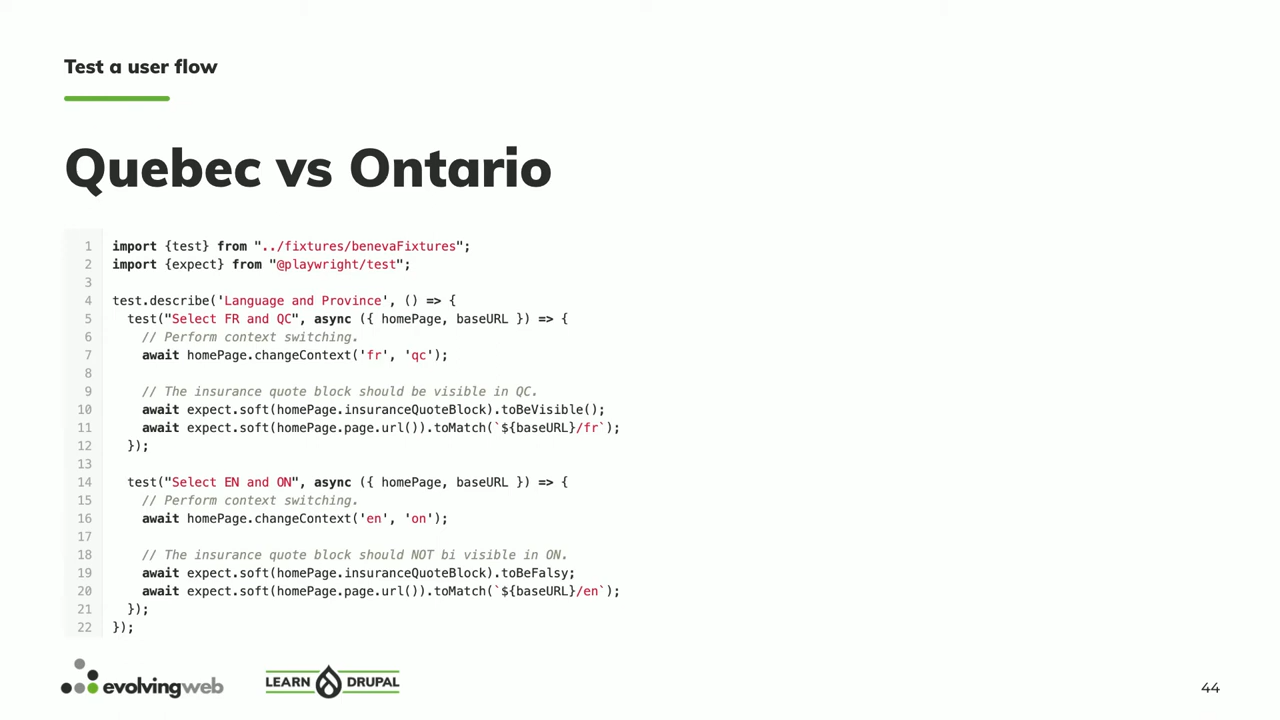 Test a user flow
Quebec vs Ontario
1 import {test} from "../fixtures/benevaFixtures";
2 import {expect} from "@playwright/test";
3
4 test.describe('Language and Province', () => {
5   test("Select FR and QC", async ({ homePage, baseURL }) => {
6     // Perform context switching.
7     await homePage.changeContext('fr', 'qc');
8
9     // The insurance quote block should be visible in QC.
10     await expect.soft(homePage.insuranceQuoteBlock).toBeVisible();
11     await expect.soft(homePage.page.url()).toMatch(`${baseURL}/fr`);
12   });
13
14   test("Select EN and ON", async ({ homePage, baseURL }) => {
15     // Perform context switching.
16     await homePage.changeContext('en', 'on');
17
18     // The insurance quote block should NOT bi visible in ON.
19     await expect.soft(homePage.insuranceQuoteBlock).toBeFalsy;
20     await expect.soft(homePage.page.url()).toMatch(`${baseURL}/en`);
21   });
22 });
evolvingweb
LEARN DRUPAL
44